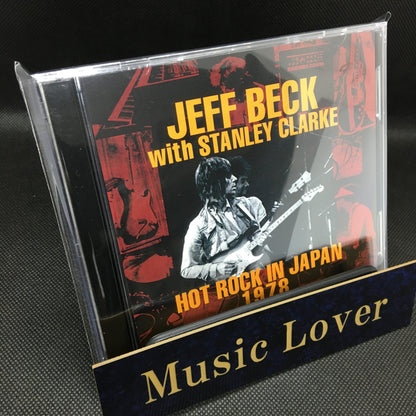 JEFF BECK
with STANLEY CLARKE
HOT ROCK IN JAPAN
1978
Music Lover